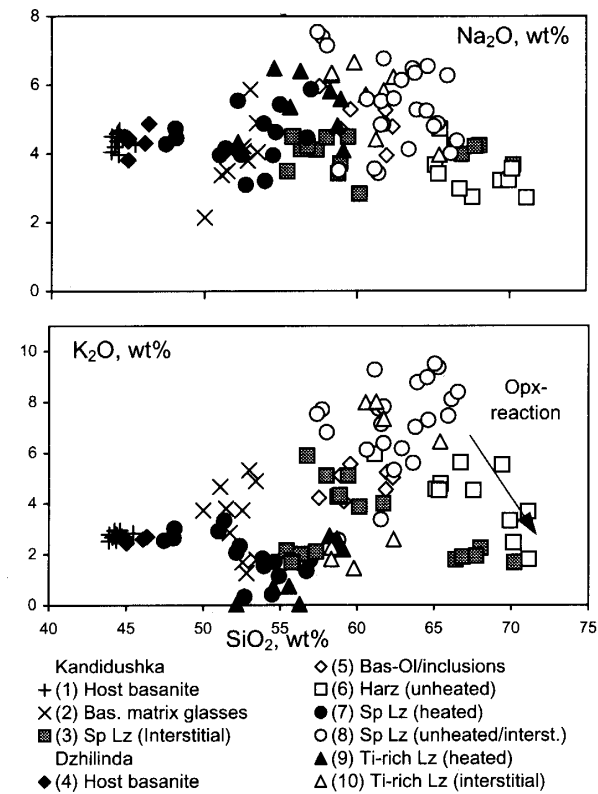 8
Na₂O, wt%
6
4
2
0
K₂O, wt%
10
8
Opx-
reaction
6
4
2
0
40 45 50 55 60 65 70 75
SiO₂, wt%
Kandidushka
(1) Host basanite
(2) Bas. matrix glasses
(3) Sp Lz (Interstitial)
Dzhilinda
(4) Host basanite
(5) Bas-Ol/inclusions
(6) Harz (unheated)
(7) Sp Lz (heated)
(8) Sp Lz (unheated/interst.)
(9) Ti-rich Lz (heated)
(10) Ti-rich Lz (interstitial)